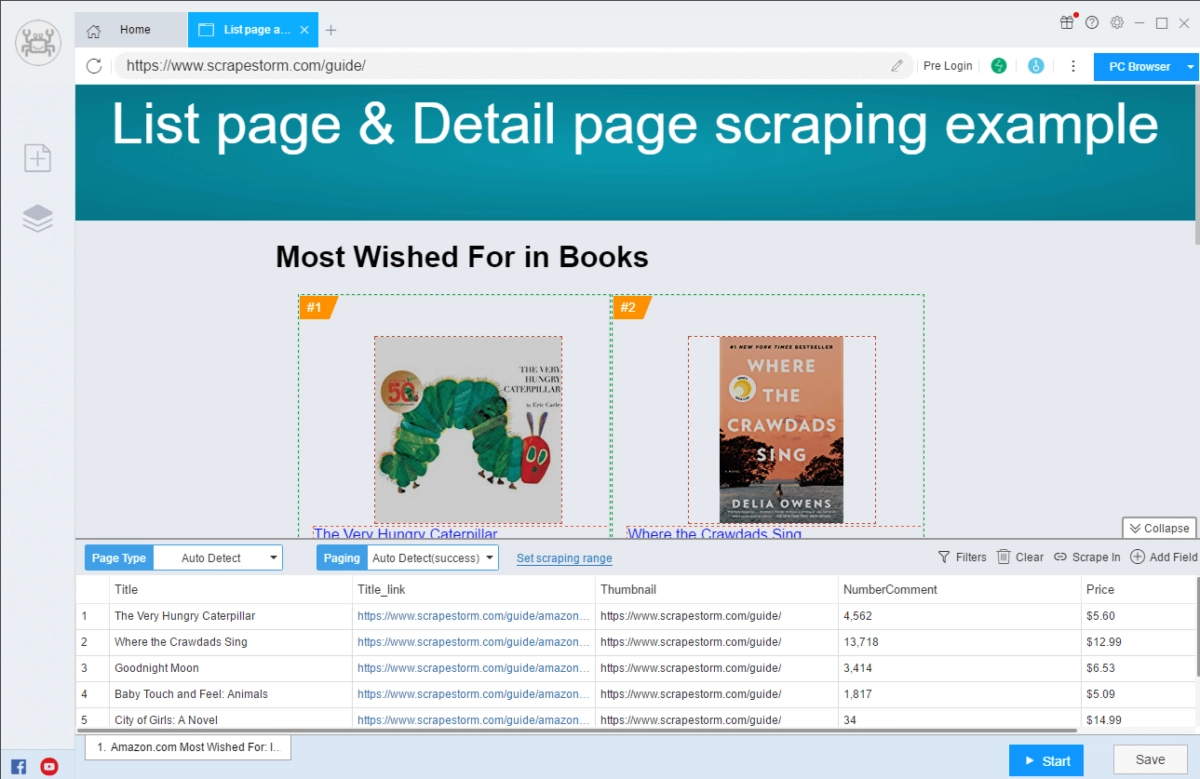 Home
List page a...
https://www.scrapestorm.com/guide/
Pre Login
PC Browser
List page & Detail page scraping example
Most Wished For in Books
#1
#2
50
THE VERY
HUNGRY
CATERPILLAR
by Eric Carle
#1 NEW YORK TIMES BESTSELLER
WHERE
THE
CRAWDADS
SING
A NOVEL
DELIA OWENS
The Very Hungry Caterpillar
Where the Crawdads Sing
Collapse
Page Type Auto Detect
Paging Auto Detect(success)
Set scraping range
Filters Clear Scrape In Add Field
Title Title_link Thumbnail NumberComment Price
1 The Very Hungry Caterpillar https://www.scrapestorm.com/guide/amazon... https://www.scrapestorm.com/guide/ 4,562 $5.60
2 Where the Crawdads Sing https://www.scrapestorm.com/guide/amazon... https://www.scrapestorm.com/guide/ 13,718 $12.99
3 Goodnight Moon https://www.scrapestorm.com/guide/amazon... https://www.scrapestorm.com/guide/ 3,414 $6.53
4 Baby Touch and Feel: Animals https://www.scrapestorm.com/guide/amazon... https://www.scrapestorm.com/guide/ 1,817 $5.09
5 City of Girls: A Novel https://www.scrapestorm.com/guide/amazon... https://www.scrapestorm.com/guide/ 34 $14.99
1. Amazon.com Most Wished For: I...
Start
Save